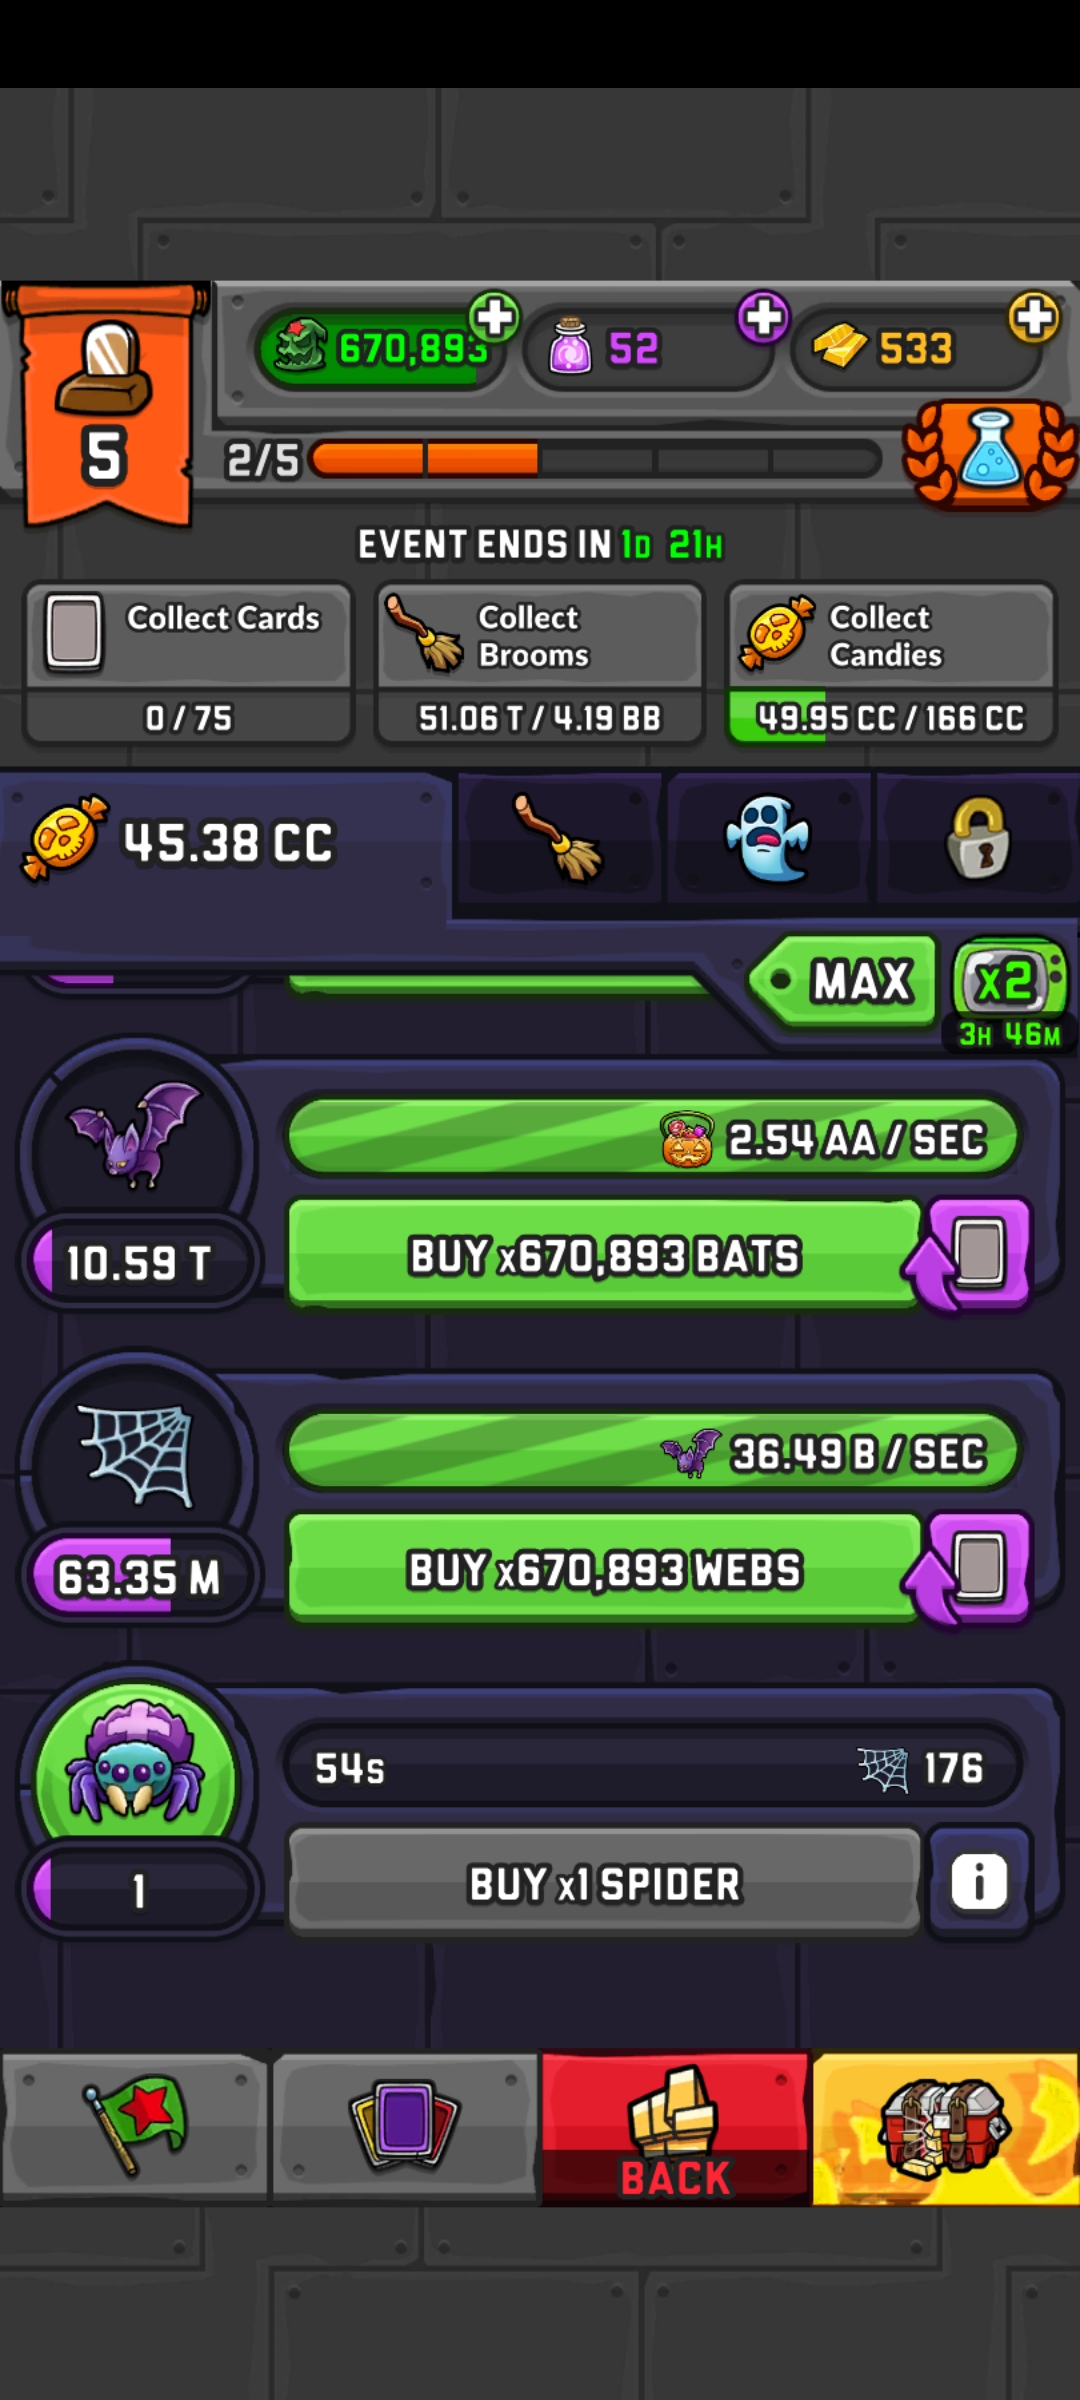 670,893
52
533
5
2/5
EVENT ENDS IN 1D 21H
Collect Cards
0 / 75
Collect
Brooms
51.06 T / 4.19 BB
Collect
Candies
49.95 CC / 166 CC
45.38 CC
MAX
x2
3H 46M
2.54 AA / SEC
10.59 T
BUY x670,893 BATS
36.49 B / SEC
63.35 M
BUY x670,893 WEBS
54s
176
1
BUY x1 SPIDER
i
BACK